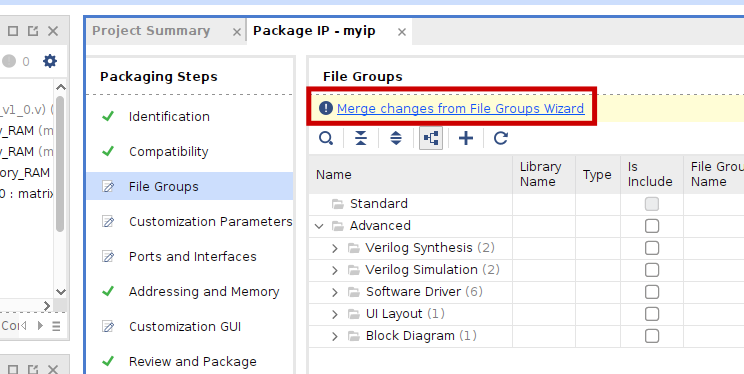 Project Summary × Package IP - myip ×
0
Packaging Steps
File Groups
Identification
Merge changes from File Groups Wizard
Compatibility
File Groups
Customization Parameters
Ports and Interfaces
Addressing and Memory
Customization GUI
Review and Package
Name
Library Name
Type
Is Include
File Grou
Name
Standard
Advanced
Verilog Synthesis (2)
Verilog Simulation (2)
Software Driver (6)
UI Layout (1)
Block Diagram (1)
_v1_0.v) (
y_RAM (m
y_RAM (m
ory_RAM
0 : matrix
Co